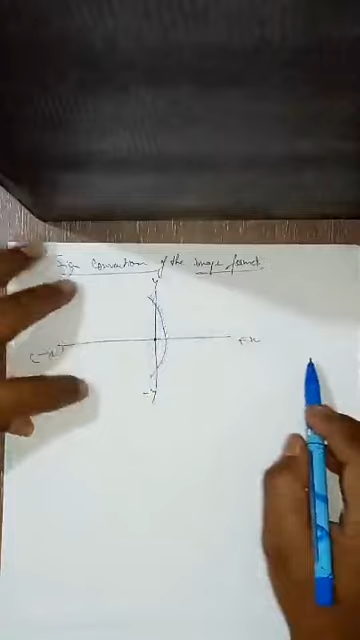 Sign Convention of the image formed.
Y
(-x) +x
-Y